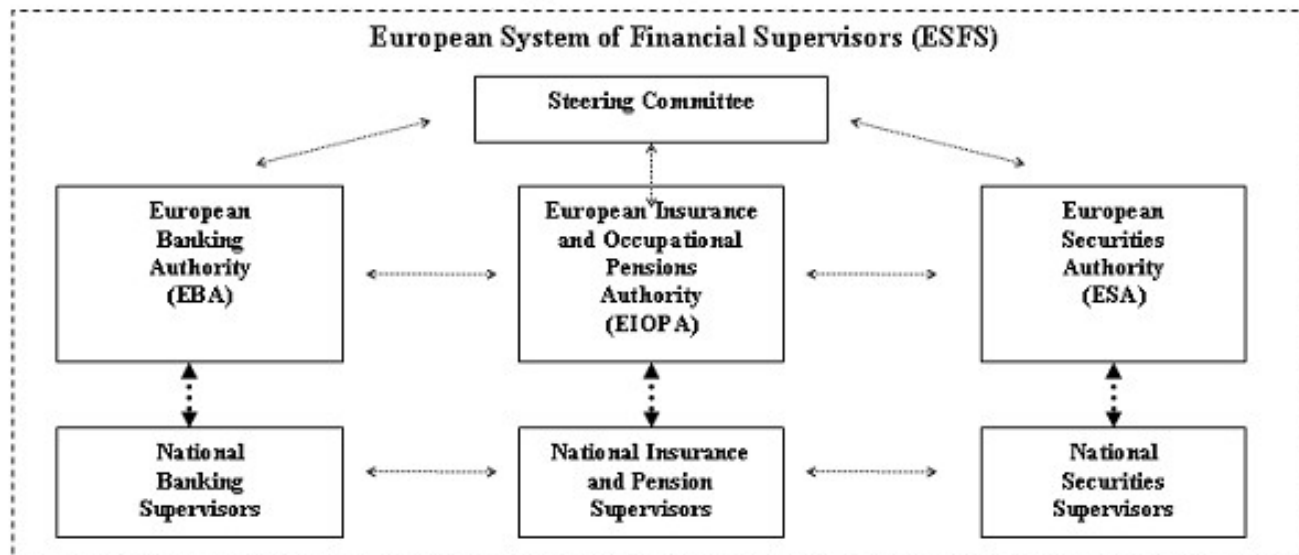 European System of Financial Supervisors (ESFS)
Steering Committee
European
Banking
Authority
(EBA)
European Insurance
and Occupational
Pensions
Authority
(EIOPA)
European
Securities
Authority
(ESA)
National
Banking
Supervisors
National Insurance
and Pension
Supervisors
National
Securities
Supervisors